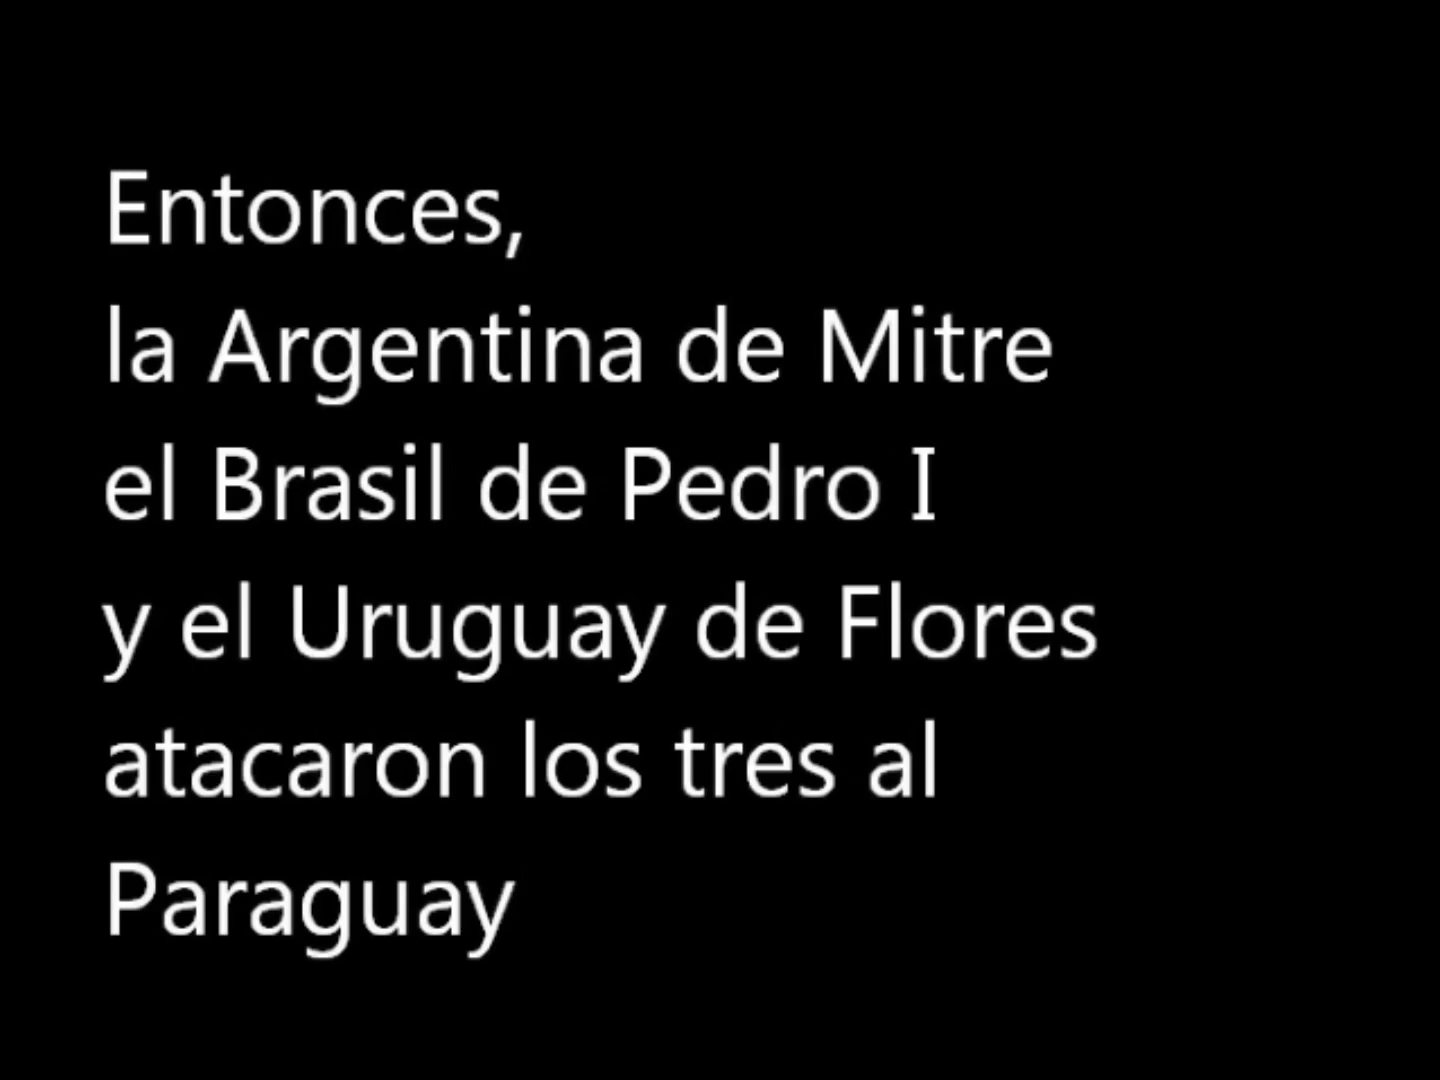 Entonces,
la Argentina de Mitre
el Brasil de Pedro I
y el Uruguay de Flores
atacaron los tres al
Paraguay